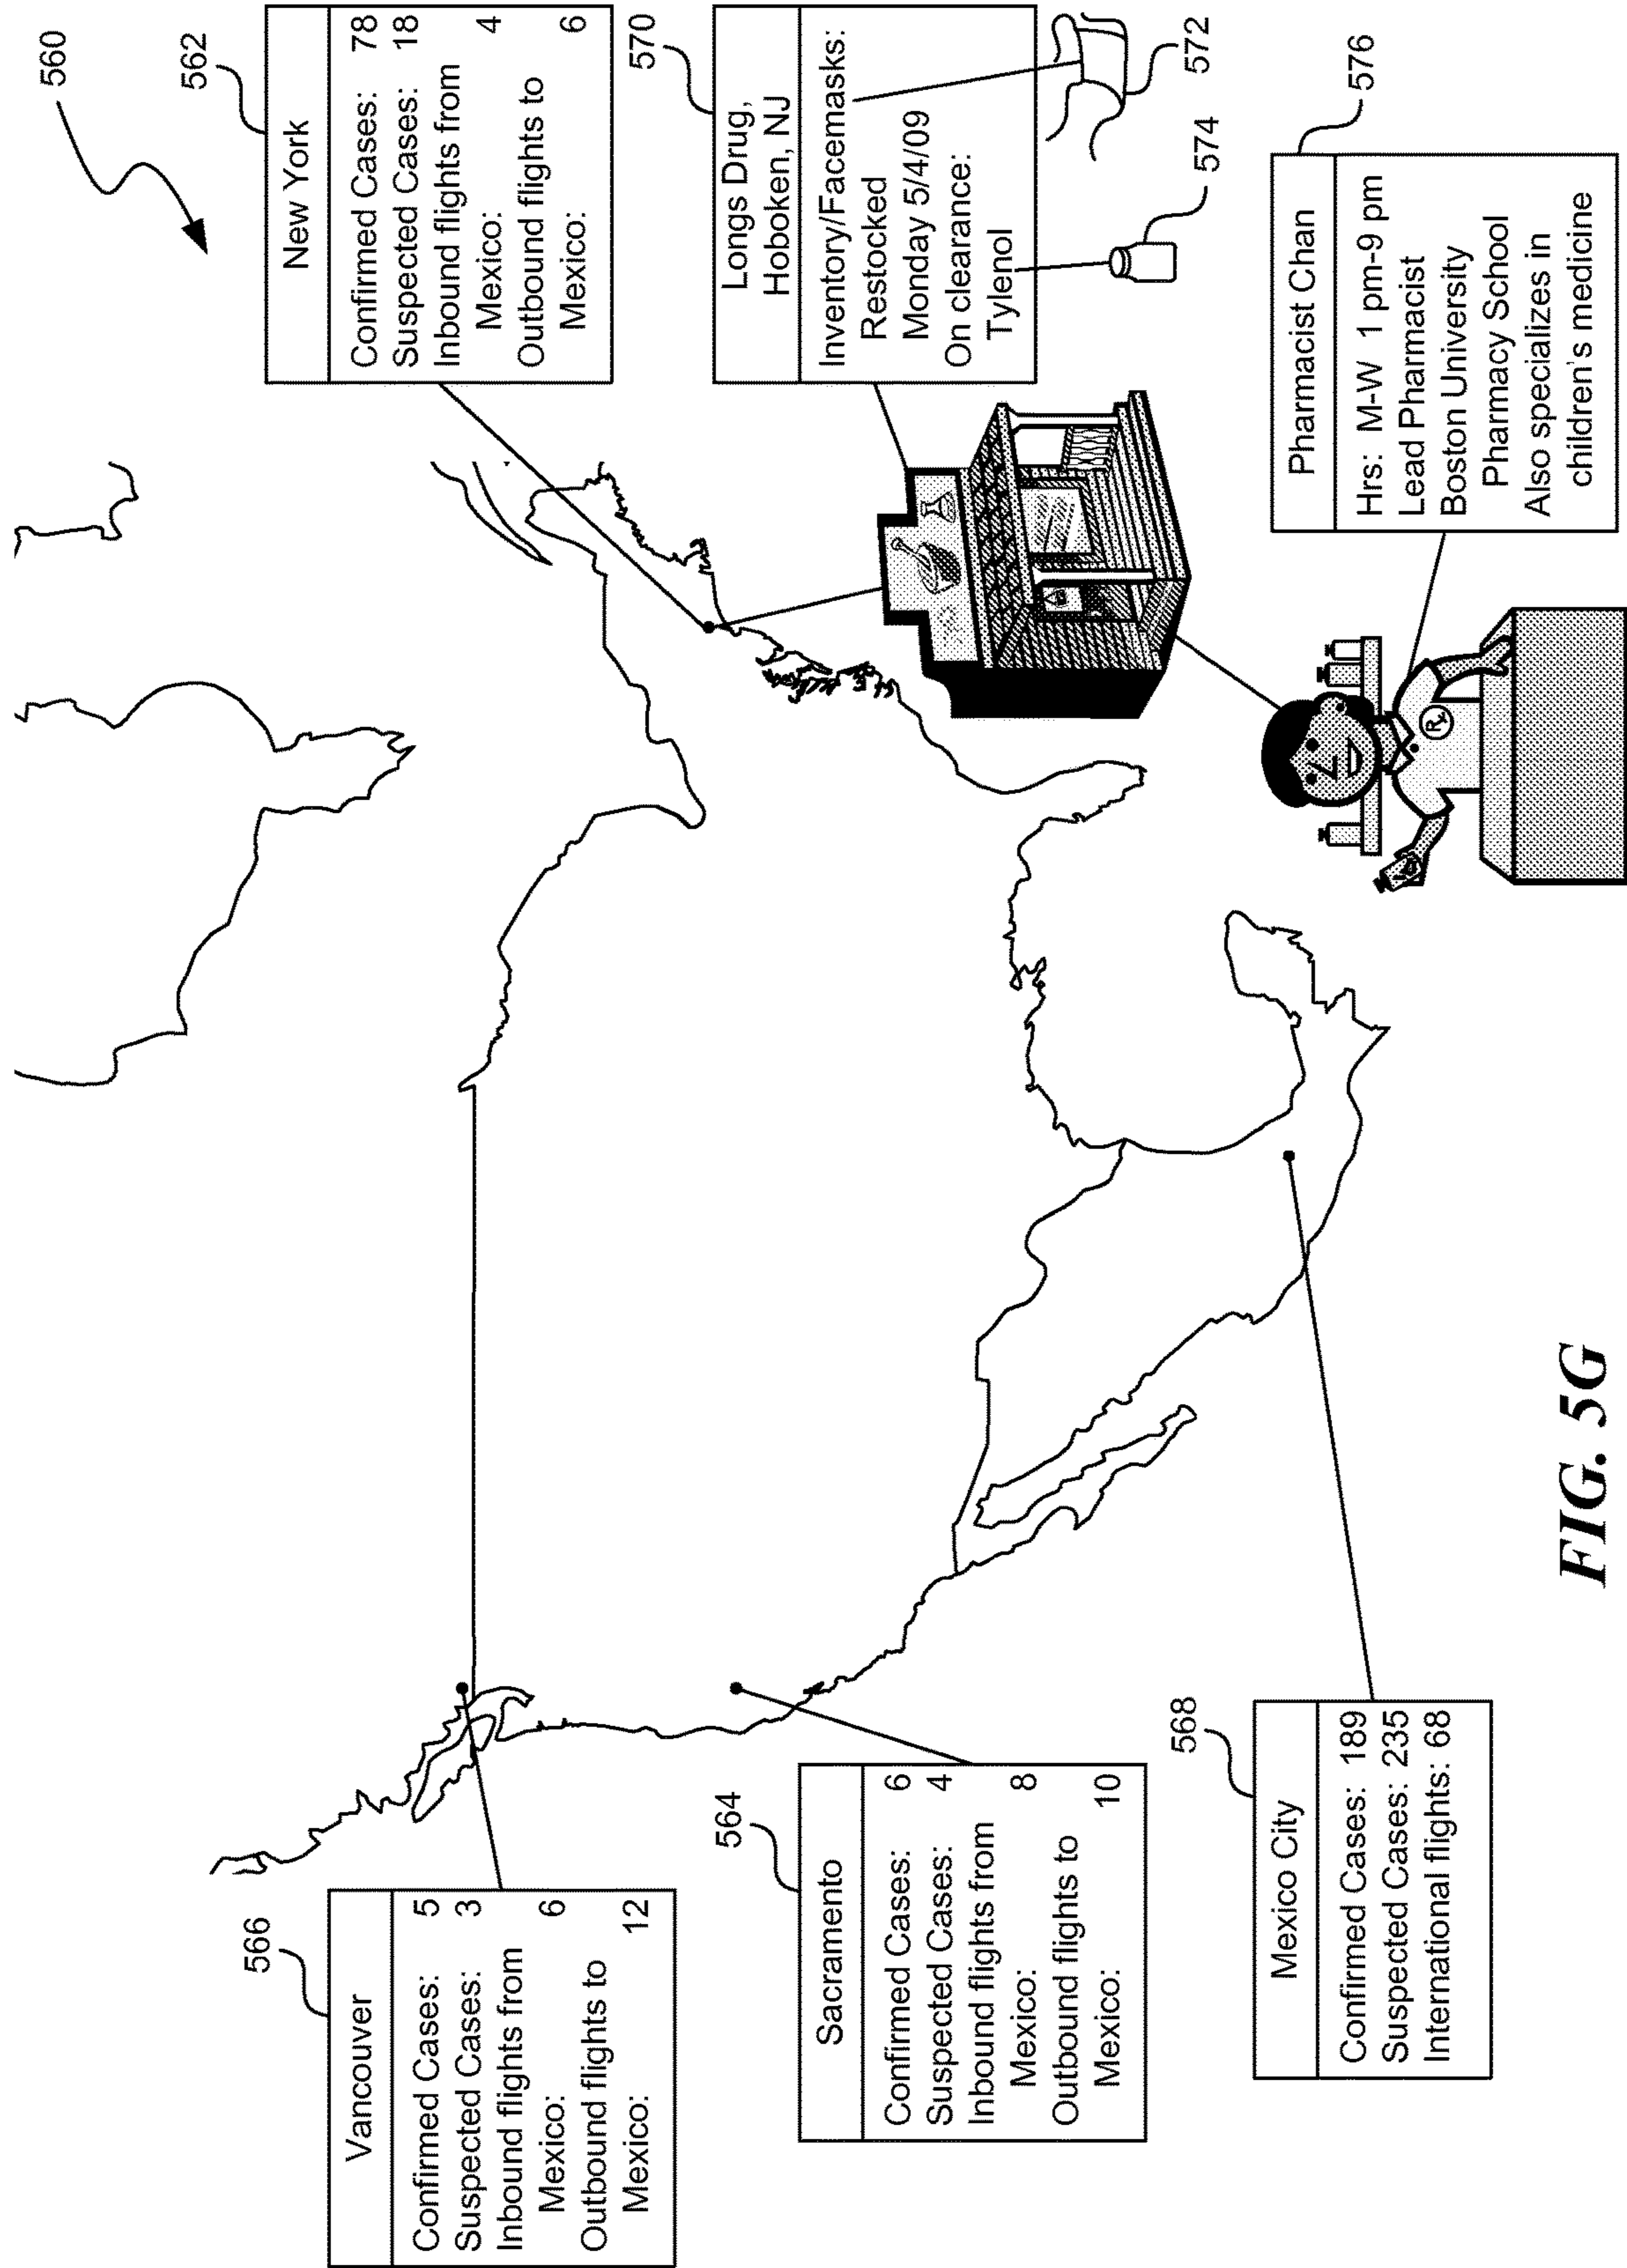 560
562
New York
Confirmed Cases: 78
Suspected Cases: 18
Inbound flights from
Mexico: 4
Outbound flights to
Mexico: 6
566
Vancouver
Confirmed Cases: 5
Suspected Cases: 3
Inbound flights from
Mexico: 6
Outbound flights to
Mexico: 12
570
Longs Drug,
Hoboken, NJ
Inventory/Facemasks:
Restocked
Monday 5/4/09
On clearance:
Tylenol
572
574
564
Sacramento
Confirmed Cases: 6
Suspected Cases: 4
Inbound flights from
Mexico: 8
Outbound flights to
Mexico: 10
568
Mexico City
Confirmed Cases: 189
Suspected Cases: 235
International flights: 68
576
Pharmacist Chan
Hrs: M-W 1 pm-9 pm
Lead Pharmacist
Boston University
Pharmacy School
Also specializes in
children's medicine
Rx
FIG. 5G